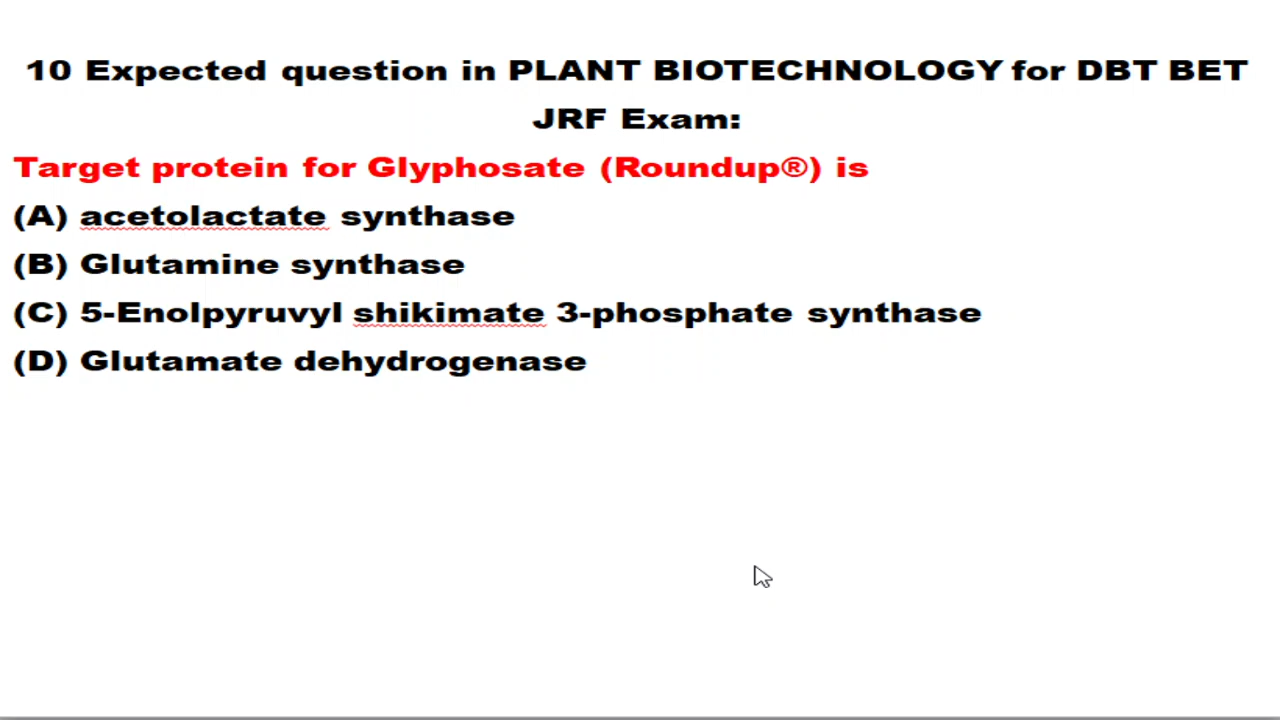 10 Expected question in PLANT BIOTECHNOLOGY for DBT BET
JRF Exam:
Target protein for Glyphosate (Roundup®) is
(A) acetolactate synthase
(B) Glutamine synthase
(C) 5-Enolpyruvyl shikimate 3-phosphate synthase
(D) Glutamate dehydrogenase